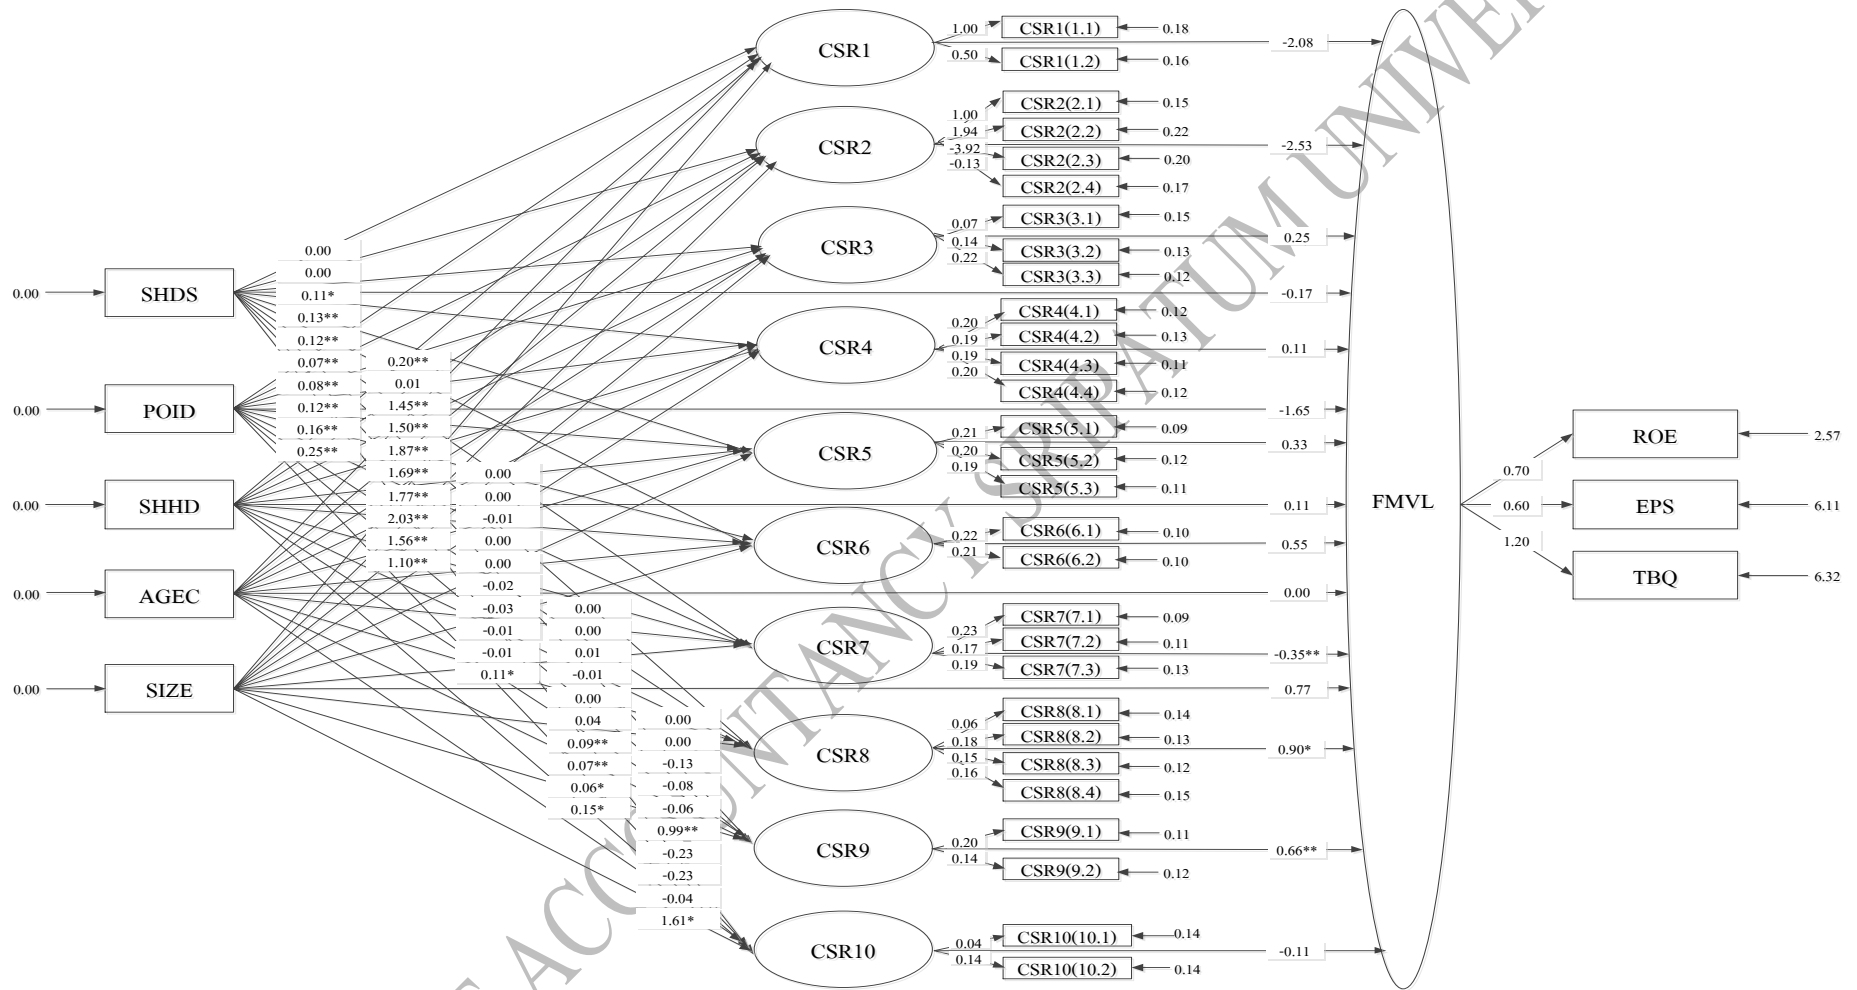 CSR1
1.00
CSR1(1.1)
0.18
-2.08
0.50
CSR1(1.2)
0.16
CSR2
1.00
CSR2(2.1)
0.15
1.94
CSR2(2.2)
0.22
-2.53
-3.92
CSR2(2.3)
0.20
-0.13
CSR2(2.4)
0.17
CSR3
0.07
CSR3(3.1)
0.15
0.25
0.14
CSR3(3.2)
0.13
0.22
CSR3(3.3)
0.12
0.00
SHDS
-0.17
CSR4
0.20
CSR4(4.1)
0.12
0.19
CSR4(4.2)
0.13
0.11
0.19
CSR4(4.3)
0.11
0.20
CSR4(4.4)
0.12
0.00
POID
-1.65
CSR5
0.21
CSR5(5.1)
0.09
0.33
0.20
CSR5(5.2)
0.12
0.19
CSR5(5.3)
0.11
0.00
SHHD
0.11
CSR6
0.22
CSR6(6.1)
0.10
0.55
0.21
CSR6(6.2)
0.10
0.00
AGEC
0.00
CSR7
0.23
CSR7(7.1)
0.09
0.17
CSR7(7.2)
0.11
-0.35**
0.19
CSR7(7.3)
0.13
0.00
SIZE
0.77
CSR8
0.06
CSR8(8.1)
0.14
0.18
CSR8(8.2)
0.13
0.90*
0.15
CSR8(8.3)
0.12
0.16
CSR8(8.4)
0.15
CSR9
0.20
CSR9(9.1)
0.11
0.66**
0.14
CSR9(9.2)
0.12
CSR10
0.04
CSR10(10.1)
0.14
-0.11
0.14
CSR10(10.2)
0.14
0.00
0.00
0.11*
0.13**
0.12**
0.07**
0.08**
0.12**
0.16**
0.25**
0.20**
0.01
1.45**
1.50**
1.87**
1.69**
1.77**
2.03**
1.56**
1.10**
0.00
0.00
-0.01
0.00
0.00
-0.02
-0.03
-0.01
-0.01
0.11*
0.00
0.00
0.01
-0.01
0.00
0.04
0.09**
0.07**
0.06*
0.15*
0.00
0.00
-0.13
-0.08
-0.06
0.99**
-0.23
-0.23
-0.04
1.61*
FMVL
0.70
ROE
2.57
0.60
EPS
6.11
1.20
TBQ
6.32
ACCOUNTANCY SRIPATUM